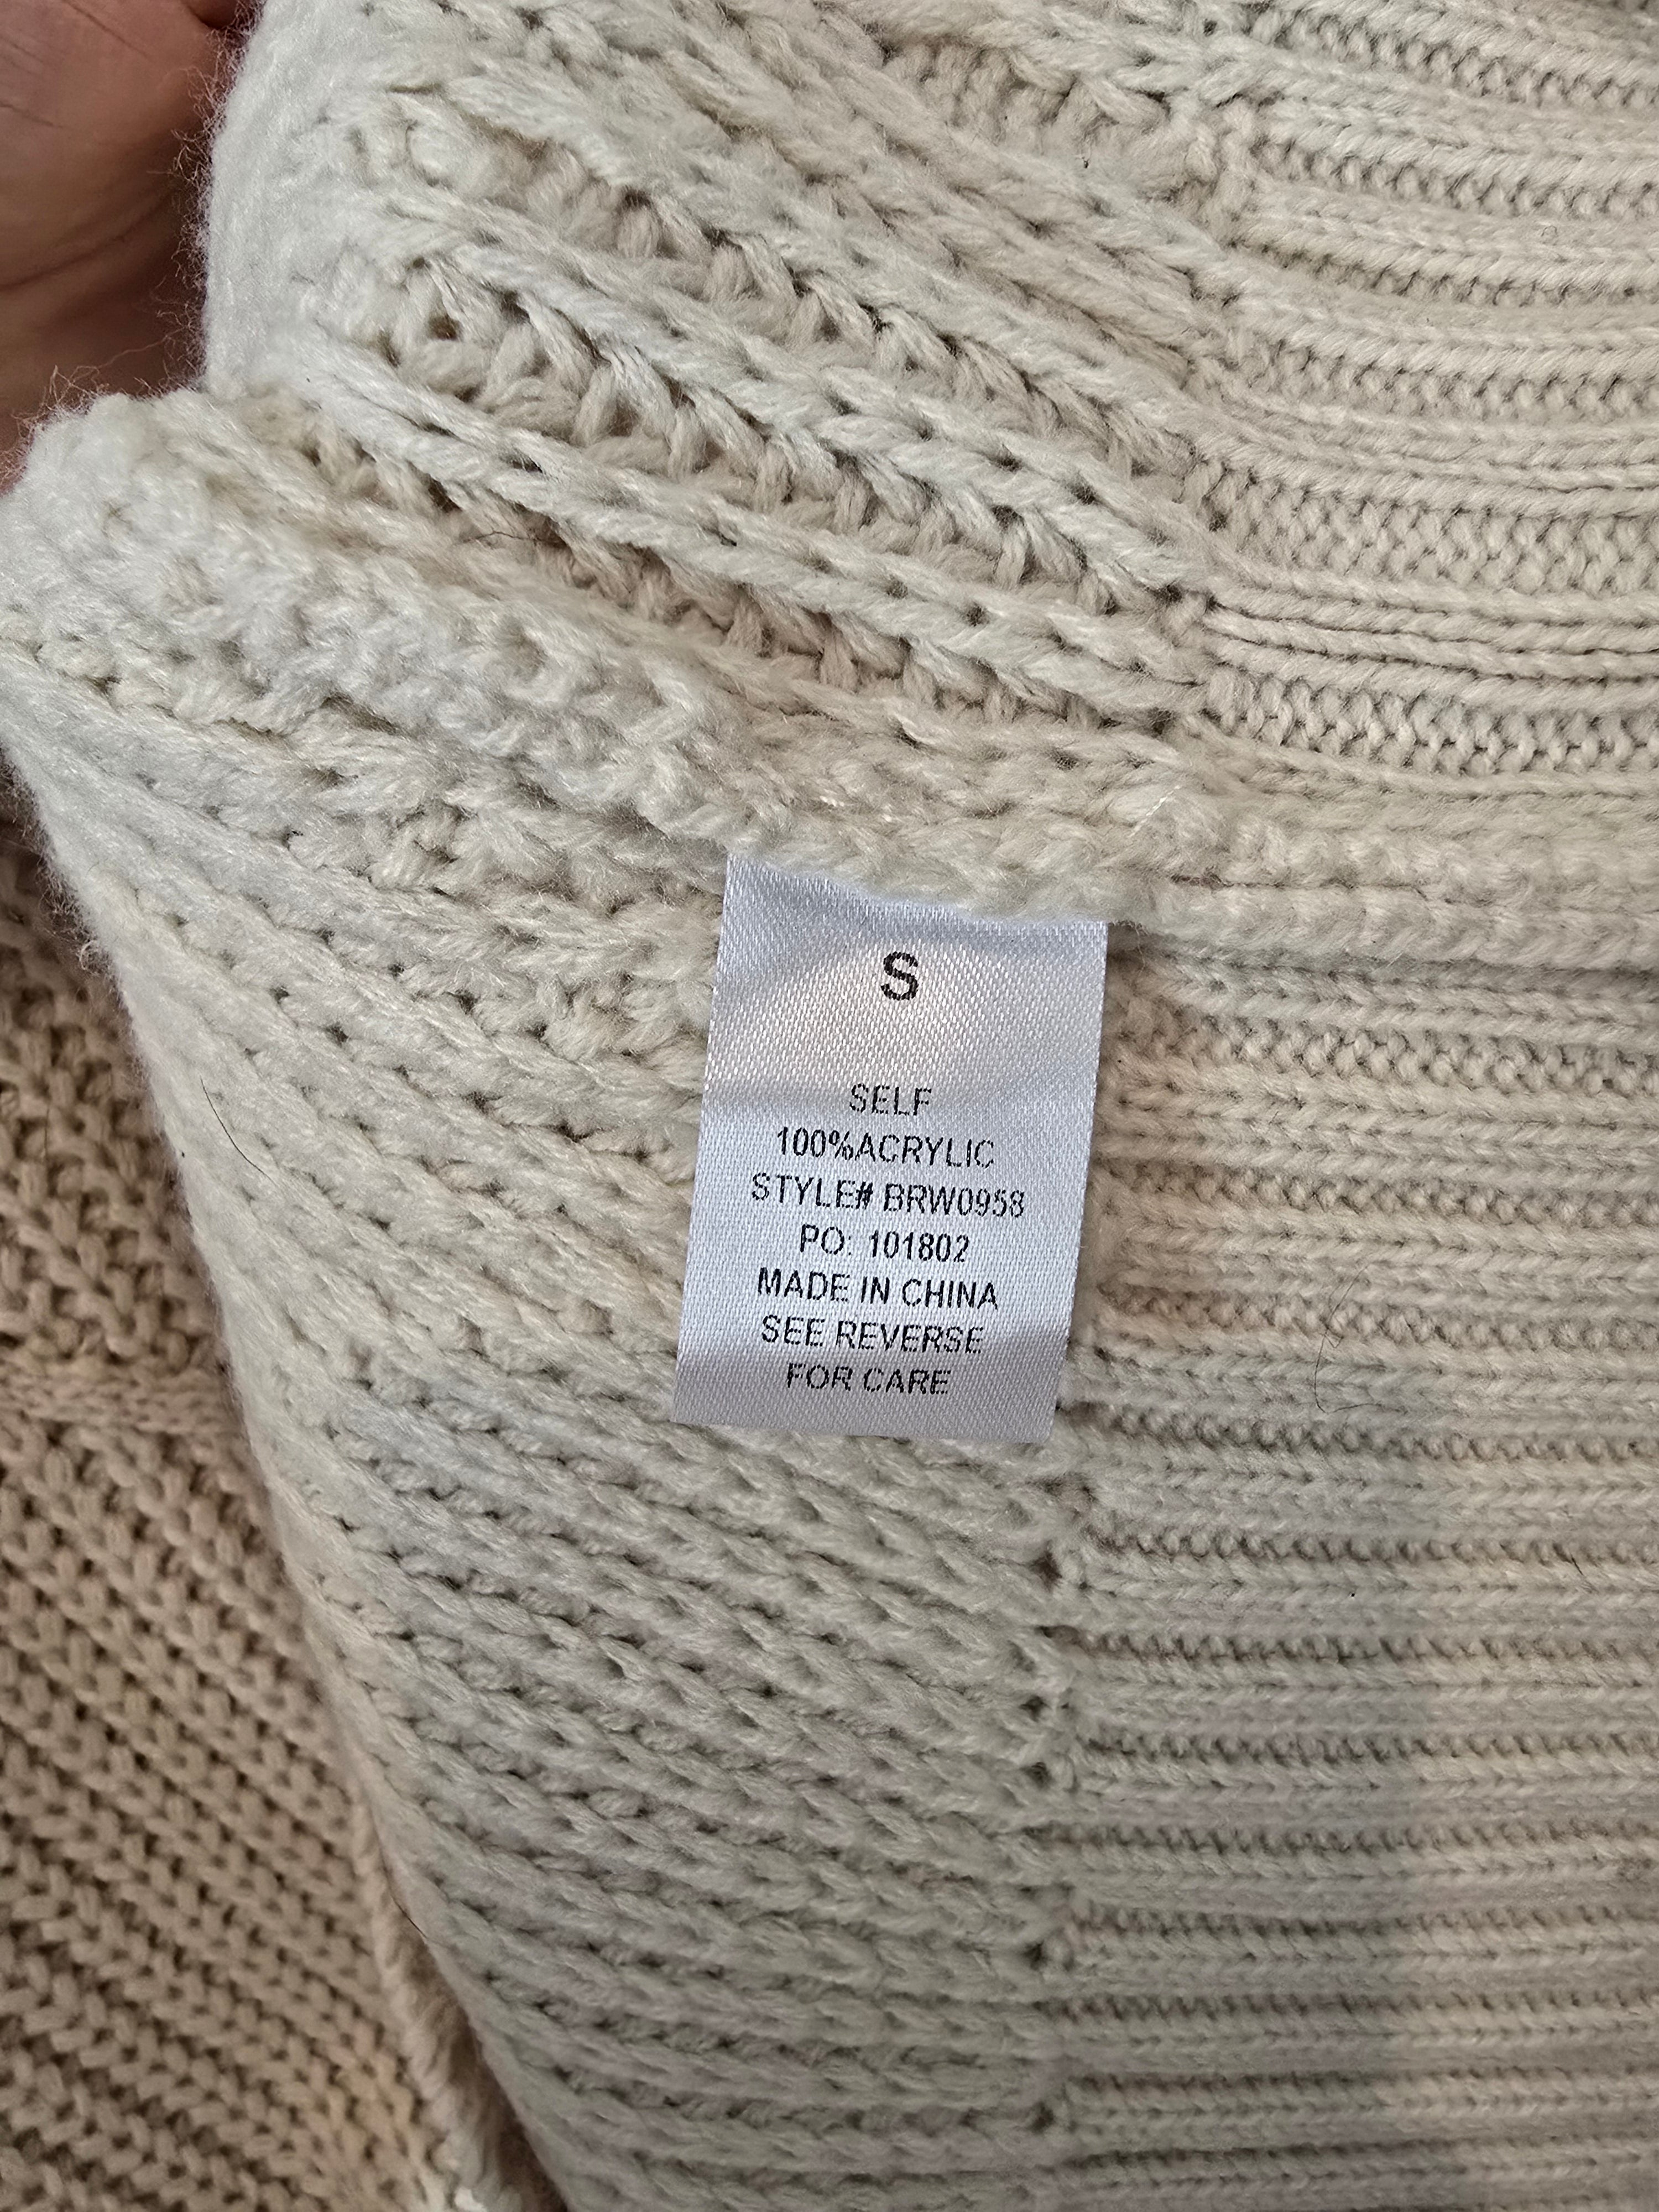 S
SELF
100%ACRYLIC
STYLE# BRW0958
PO: 101802
MADE IN CHINA
SEE REVERSE
FOR CARE